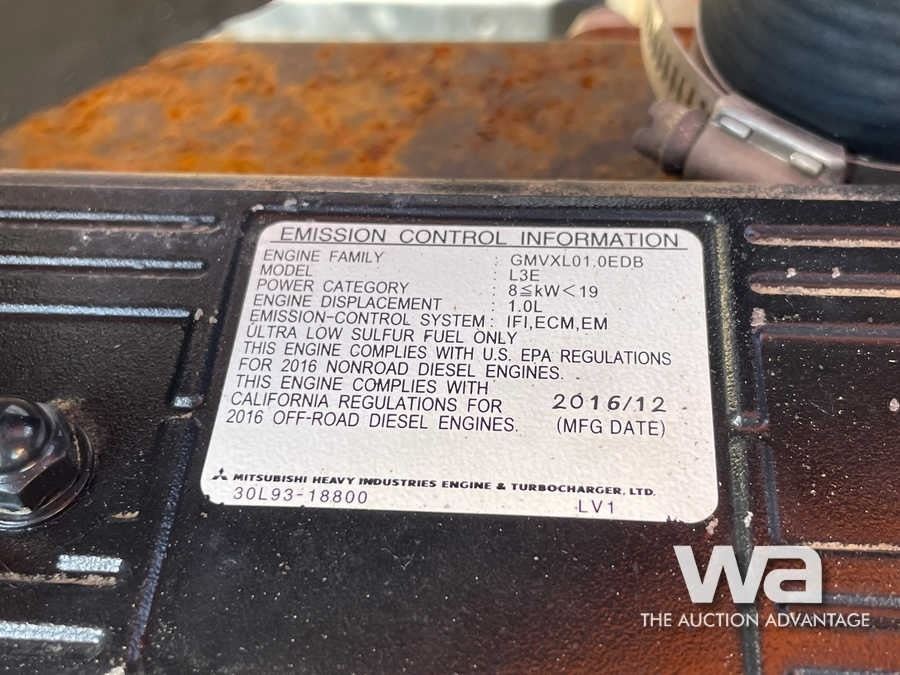 EMISSION CONTROL INFORMATION
ENGINE FAMILY : GMVXL01.0EDB
MODEL : L3E
POWER CATEGORY : 8≦kW<19
ENGINE DISPLACEMENT : 1.0L
EMISSION-CONTROL SYSTEM : IFI,ECM,EM
ULTRA LOW SULFUR FUEL ONLY
THIS ENGINE COMPLIES WITH U.S. EPA REGULATIONS
FOR 2016 NONROAD DIESEL ENGINES.
THIS ENGINE COMPLIES WITH
CALIFORNIA REGULATIONS FOR 2016/12
2016 OFF-ROAD DIESEL ENGINES. (MFG DATE)
MITSUBISHI HEAVY INDUSTRIES ENGINE & TURBOCHARGER, LTD.
30L93-18800 LV1
wa
THE AUCTION ADVANTAGE